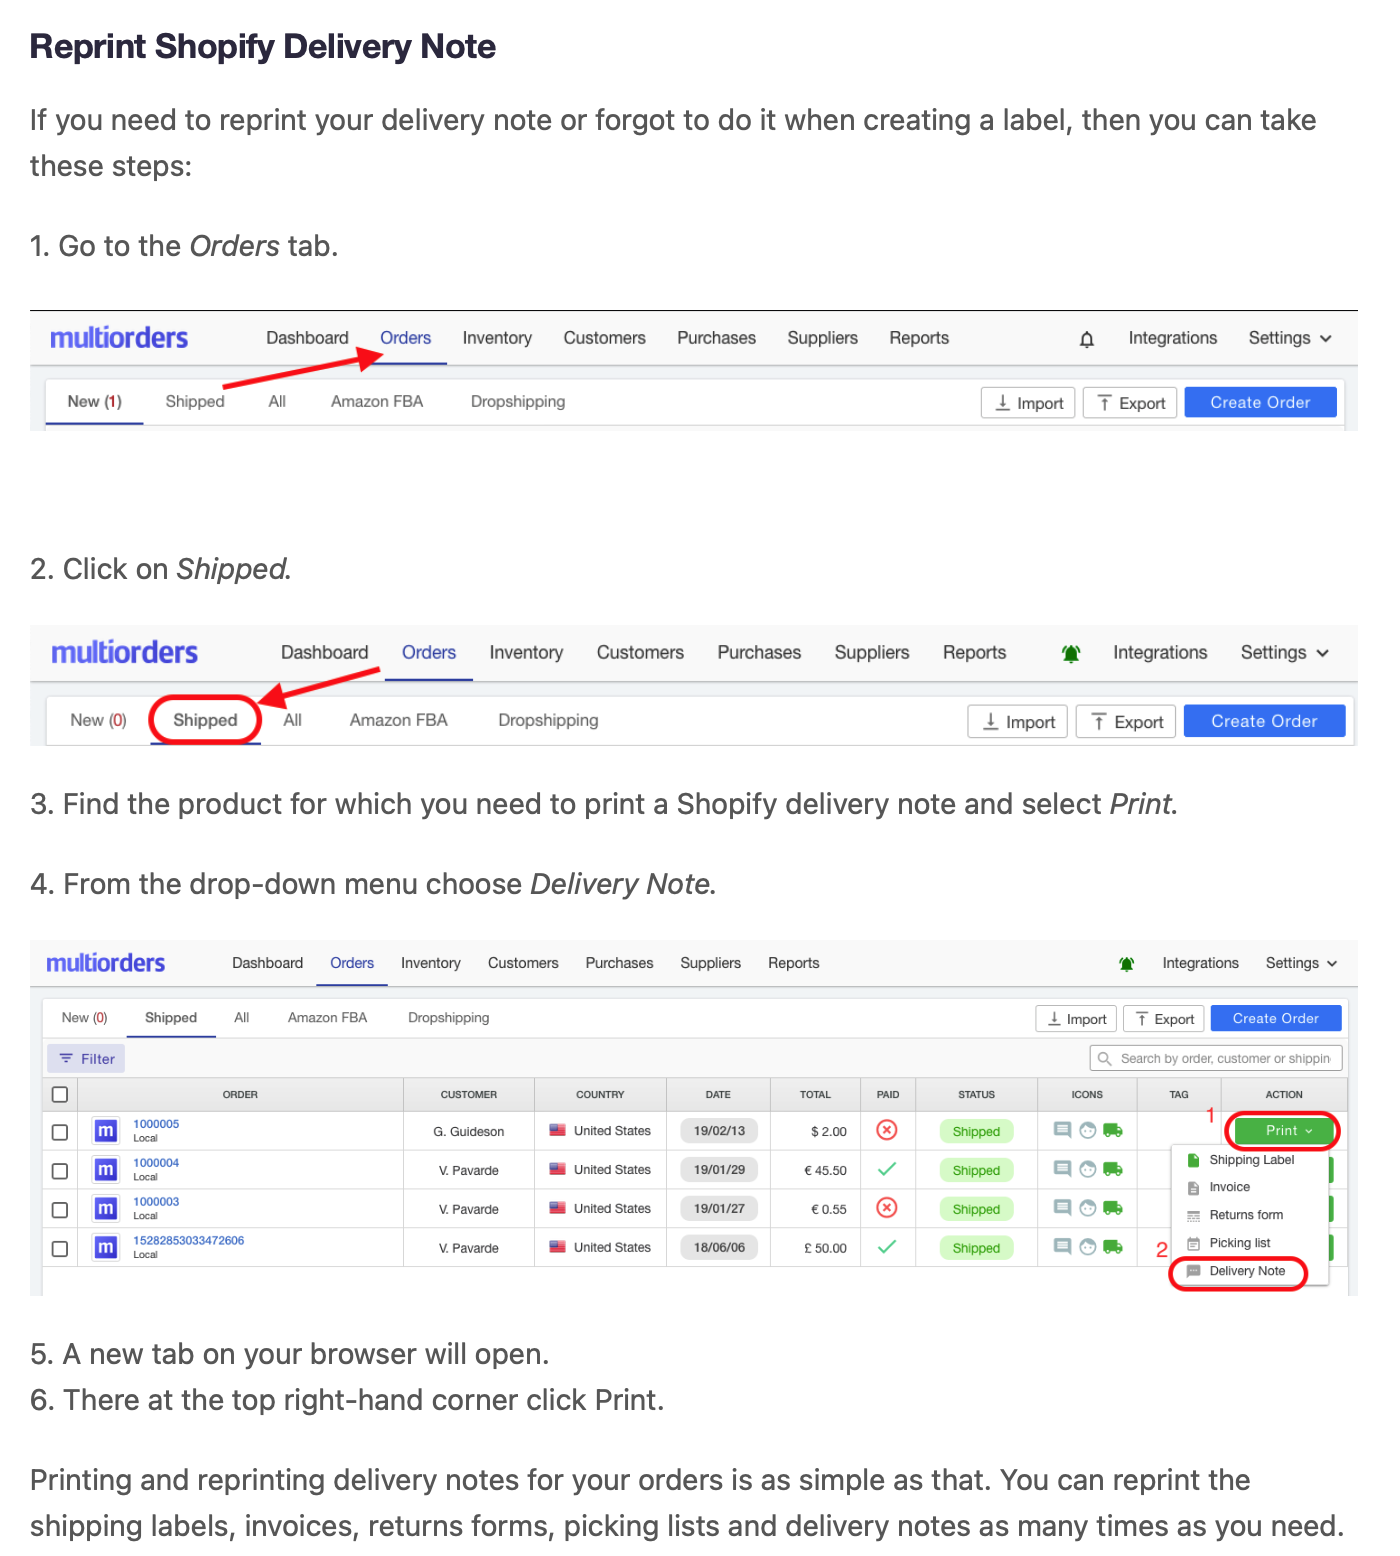 Reprint Shopify Delivery Note
If you need to reprint your delivery note or forgot to do it when creating a label, then you can take
these steps:
1. Go to the Orders tab.
multiorders Dashboard Orders Inventory Customers Purchases Suppliers Reports Integrations Settings
New (1) Shipped All Amazon FBA Dropshipping Import Export Create Order
2. Click on Shipped.
multiorders Dashboard Orders Inventory Customers Purchases Suppliers Reports Integrations Settings
New (0) Shipped All Amazon FBA Dropshipping Import Export Create Order
3. Find the product for which you need to print a Shopify delivery note and select Print.
4. From the drop-down menu choose Delivery Note.
multiorders Dashboard Orders Inventory Customers Purchases Suppliers Reports Integrations Settings
New (0) Shipped All Amazon FBA Dropshipping Import Export Create Order
Filter Search by order, customer or shippin
ORDER CUSTOMER COUNTRY DATE TOTAL PAID STATUS ICONS TAG ACTION
1
m 1000005 G. Guideson United States 19/02/13 $ 2.00 Shipped Print
Local
Shipping Label
m 1000004 V. Pavarde United States 19/01/29 € 45.50 Shipped
Local
Invoice
m 1000003 V. Pavarde United States 19/01/27 € 0.55 Shipped
Local
Returns form
m 15282853033472606 V. Pavarde United States 18/06/06 £ 50.00 Shipped
Local
Picking list
2
Delivery Note
5. A new tab on your browser will open.
6. There at the top right-hand corner click Print.
Printing and reprinting delivery notes for your orders is as simple as that. You can reprint the
shipping labels, invoices, returns forms, picking lists and delivery notes as many times as you need.